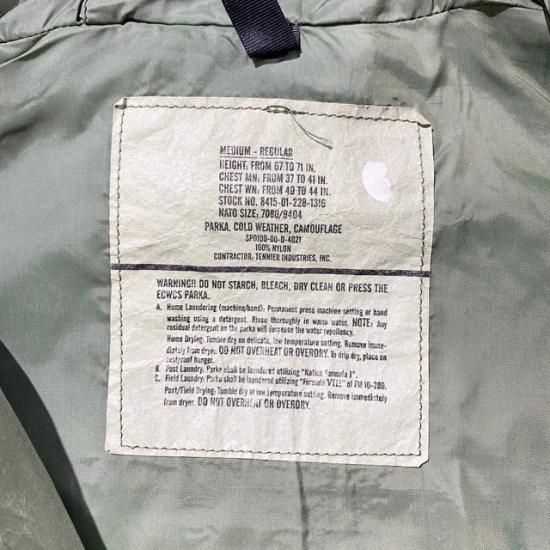 MEDIUM - REGULAR
HEIGHT: FROM 67 TO 71 IN.
CHEST MN: FROM 37 TO 41 IN.
CHEST WN: FROM 40 TO 44 IN.
STOCK NO. 8415-01-228-1316
NATO SIZE: 7080/9404
PARKA, COLD WEATHER, CAMOUFLAGE
SPO100-00-D-4021
100% NYLON
CONTRACTOR: TENNIER INDUSTRIES, INC.
WARNING!! DO NOT STARCH, BLEACH, DRY CLEAN OR PRESS THE
ECWCS PARKA.
A. Home Laundering (machine/hand): Permanent press machine setting or hand
washing using a detergent. Rinse thoroughly in warm water. NOTE: Any
residual detergent on the parka will decrease the water repellency.
Home Drying: Tumble dry on delicate, low temperature setting. Remove imme-
diately from dryer. DO NOT OVERHEAT OR OVERDRY. To drip dry, place on
rustproof hanger.
B. Post Laundry: Parka shall be laundered utilizing "Natick Formula I".
C. Field Laundry: Parka shall be laundered utilizing "Formula VIII" of FM 10-280.
Post/Field Drying: Tumble dry at low temperature setting. Remove immediately
from dryer. DO NOT OVERHEAT OR OVERDRY.